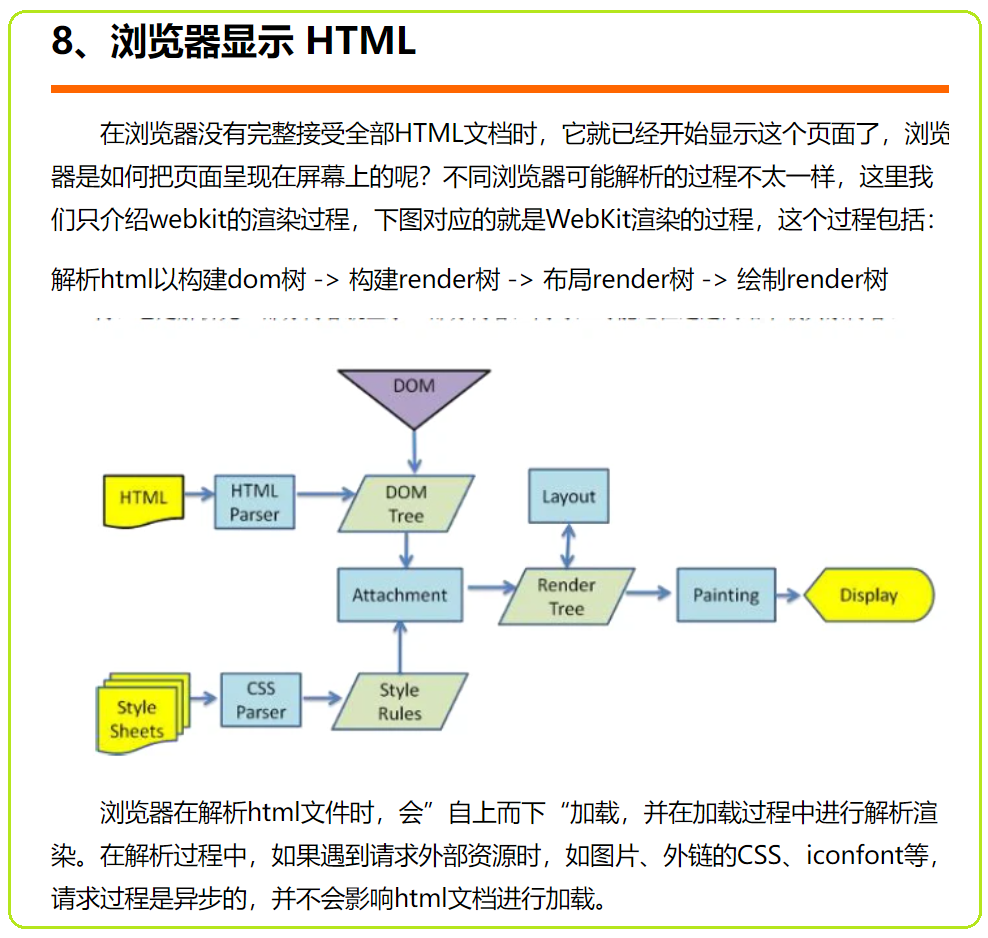 8、浏览器显示 HTML
在浏览器没有完整接受全部HTML文档时，它就已经开始显示这个页面了，浏览
器是如何把页面呈现在屏幕上的呢？不同浏览器可能解析的过程不太一样，这里我
们只介绍webkit的渲染过程，下图对应的就是WebKit渲染的过程，这个过程包括：
解析html以构建dom树 -> 构建render树 -> 布局render树 -> 绘制render树
DOM
HTML
HTML
Parser
DOM
Tree
Layout
Attachment
Render
Tree
Painting
Display
Style
Sheets
CSS
Parser
Style
Rules
浏览器在解析html文件时，会”自上而下“加载，并在加载过程中进行解析渲
染。在解析过程中，如果遇到请求外部资源时，如图片、外链的CSS、iconfont等，
请求过程是异步的，并不会影响html文档进行加载。